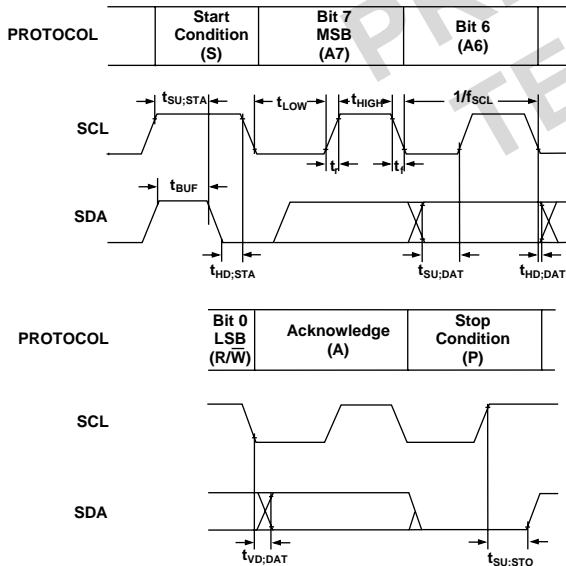 PROTOCOL
Start
Condition
(S)
Bit 7
MSB
(A7)
Bit 6
(A6)
tSU;STA
tLOW
tHIGH
1/fSCL
SCL
tr
tf
tBUF
SDA
tHD;STA
tSU;DAT
tHD;DAT
PROTOCOL
Bit 0
LSB
(R/W̅)
Acknowledge
(A)
Stop
Condition
(P)
SCL
SDA
tVD;DAT
tSU;STO